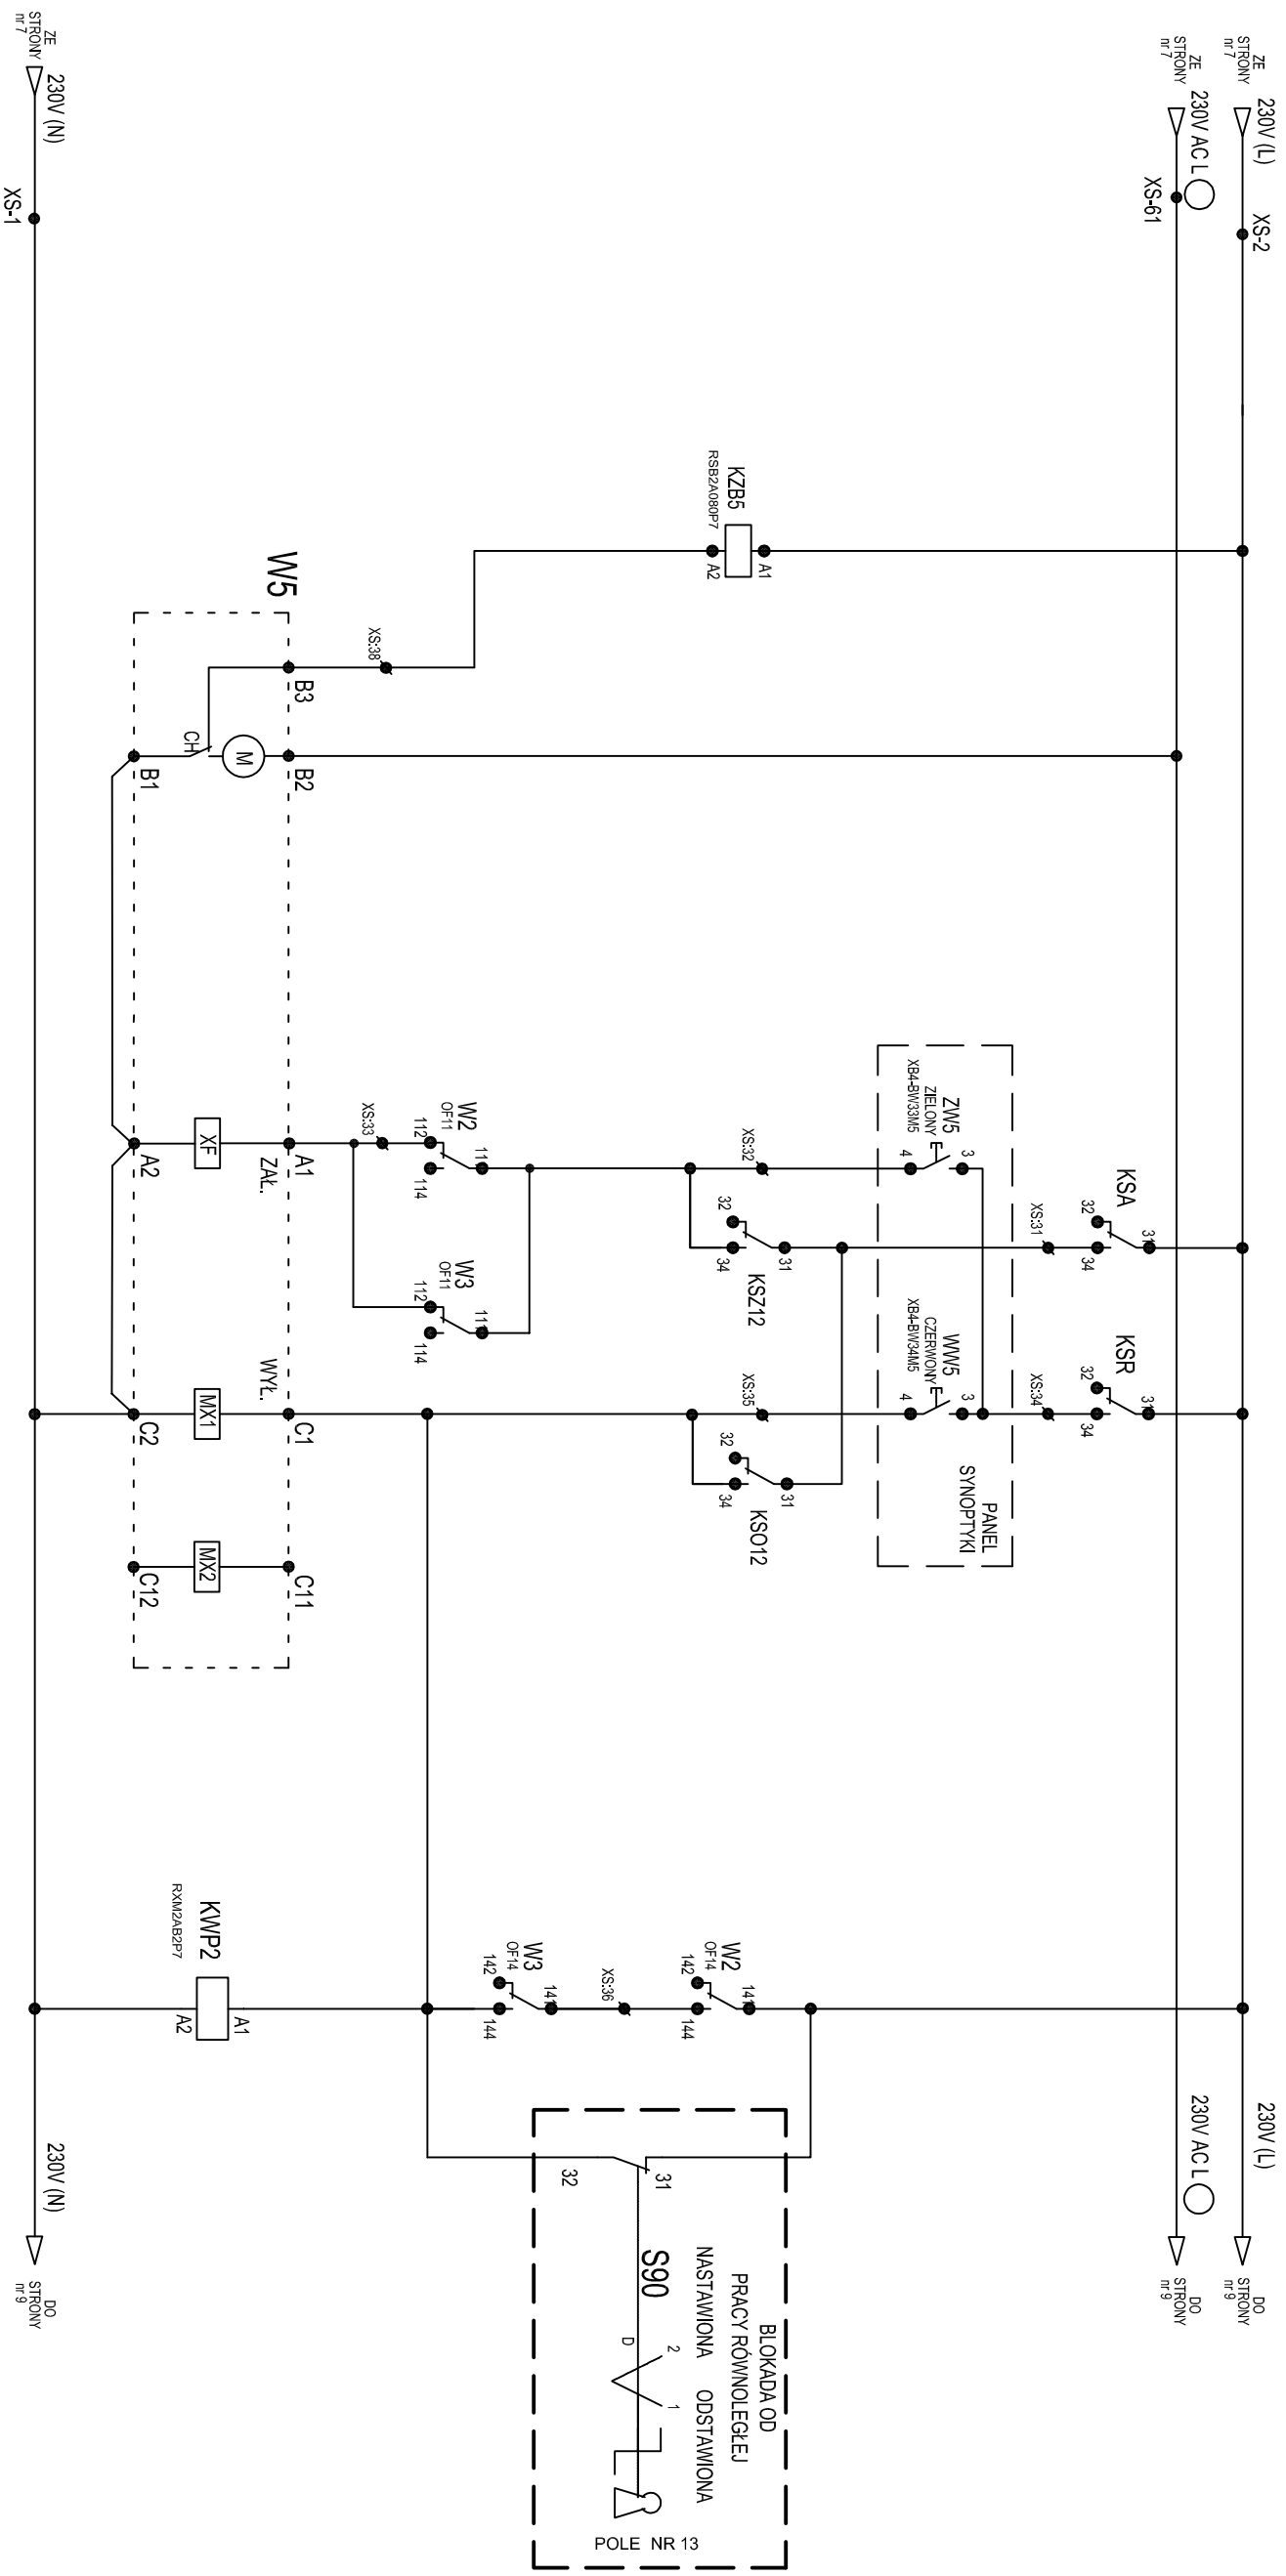 ZE
STRONY
nr 7
230V (L)
XS-2
230V (L)
DO
STRONY
nr 9
ZE
STRONY
nr 7
230V AC L
XS-61
230V AC L
DO
STRONY
nr 9
KSA
31
32
34
XS:31
KSR
31
32
34
XS:34
PANEL
SYNOPTYKI
ZW5
ZIELONY
XB4-BW33M5
3
4
WW5
CZERWONY
XB4-BW34M5
3
4
XS:32
KSZ12
31
32
34
XS:35
KSO12
31
32
34
KZB5
RSB2A080P7
A1
A2
XS:38
W2
OF11
111
112
114
W3
OF11
111
112
114
XS:33
W2
OF14
141
142
144
XS:36
W3
OF14
141
142
144
BLOKADA OD
PRACY RÓWNOLEGŁEJ
NASTAWIONA ODSTAWIONA
S90
31
32
2
1
D
POLE NR 13
W5
B3
B2
CH
M
B1
A1
ZAŁ.
XF
A2
C1
WYŁ.
MX1
C2
C11
MX2
C12
KWP2
RXM2AB2P7
A1
A2
ZE
STRONY
nr 7
230V (N)
XS-1
230V (N)
DO
STRONY
nr 9